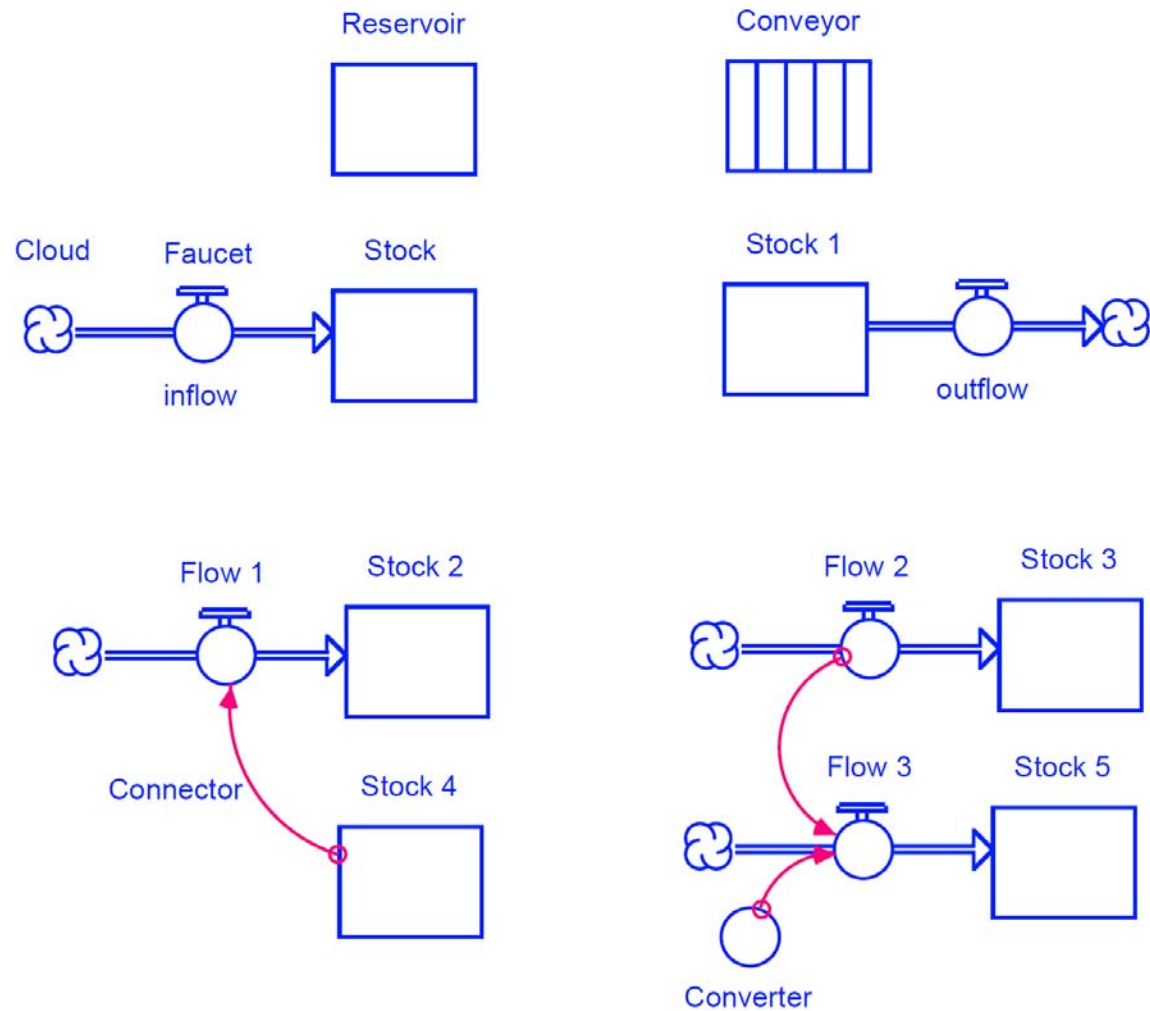 Reservoir
Conveyor
Cloud
Faucet
Stock
Stock 1
inflow
outflow
Flow 1
Stock 2
Flow 2
Stock 3
Connector
Stock 4
Flow 3
Stock 5
Converter